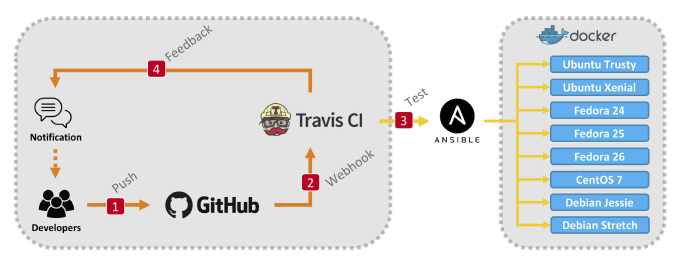 4
Feedback
Notification
Travis CI
3
Test
A
ANSIBLE
Push
1
Developers
GitHub
2
Webhook
docker
Ubuntu Trusty
Ubuntu Xenial
Fedora 24
Fedora 25
Fedora 26
CentOS 7
Debian Jessie
Debian Stretch